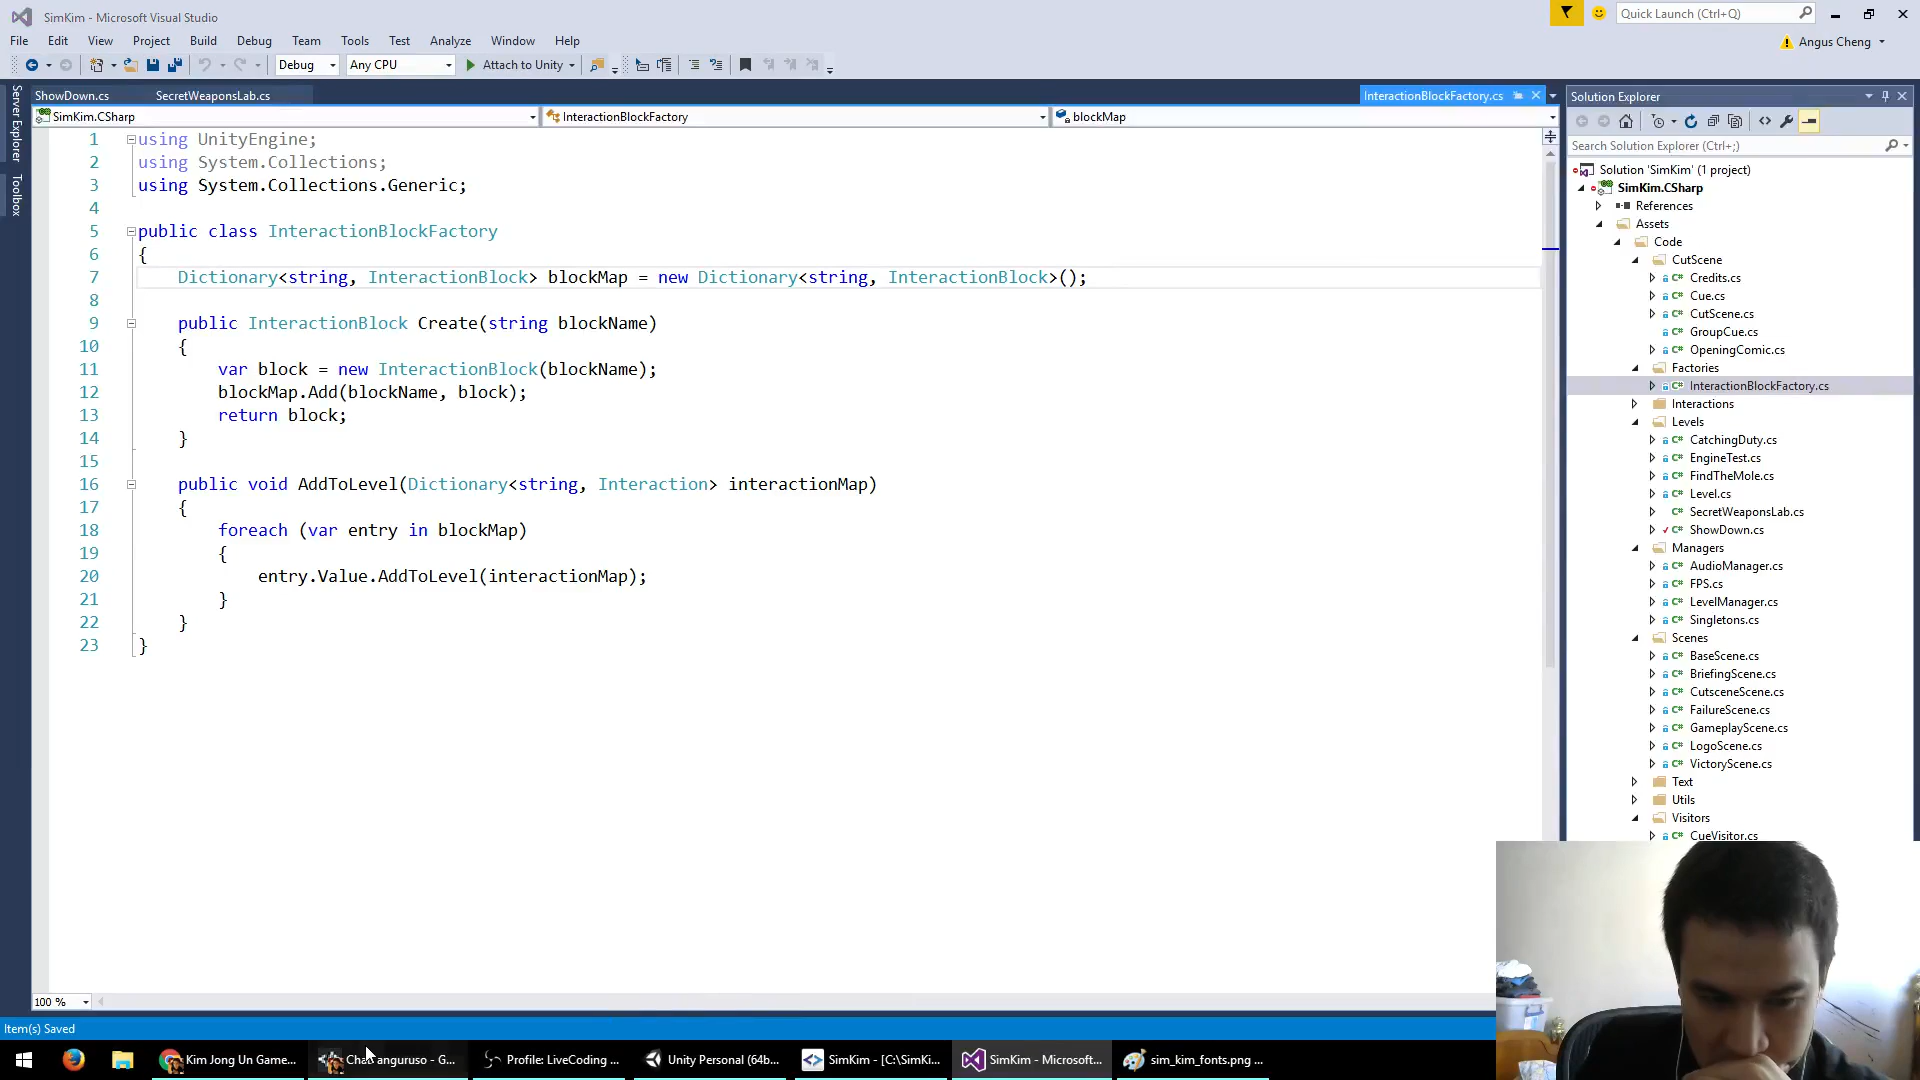 SimKim - Microsoft Visual Studio
Quick Launch (Ctrl+Q)
File Edit View Project Build Debug Team Tools Test Analyze Window Help
Angus Cheng
Debug Any CPU Attach to Unity
Server Explorer
Toolbox
ShowDown.cs SecretWeaponsLab.cs InteractionBlockFactory.cs
SimKim.CSharp InteractionBlockFactory blockMap
1 using UnityEngine;
2 using System.Collections;
3 using System.Collections.Generic;
4
5 public class InteractionBlockFactory
6 {
7 Dictionary<string, InteractionBlock> blockMap = new Dictionary<string, InteractionBlock>();
8
9 public InteractionBlock Create(string blockName)
10 {
11 var block = new InteractionBlock(blockName);
12 blockMap.Add(blockName, block);
13 return block;
14 }
15
16 public void AddToLevel(Dictionary<string, Interaction> interactionMap)
17 {
18 foreach (var entry in blockMap)
19 {
20 entry.Value.AddToLevel(interactionMap);
21 }
22 }
23 }
100 %
Solution Explorer
Search Solution Explorer (Ctrl+;)
Solution 'SimKim' (1 project)
SimKim.CSharp
References
Assets
Code
CutScene
C# Credits.cs
C# Cue.cs
C# CutScene.cs
C# GroupCue.cs
C# OpeningComic.cs
Factories
C# InteractionBlockFactory.cs
Interactions
Levels
C# CatchingDuty.cs
C# EngineTest.cs
C# FindTheMole.cs
C# Level.cs
C# SecretWeaponsLab.cs
C# ShowDown.cs
Managers
C# AudioManager.cs
C# FPS.cs
C# LevelManager.cs
C# Singletons.cs
Scenes
C# BaseScene.cs
C# BriefingScene.cs
C# CutsceneScene.cs
C# FailureScene.cs
C# GameplayScene.cs
C# LogoScene.cs
C# VictoryScene.cs
Text
Utils
Visitors
C# CueVisitor.cs
Item(s) Saved
Kim Jong Un Game...
anguruso - G...
Profile: LiveCoding ...
Unity Personal (64b...
SimKim - [C:\SimKi...
SimKim - Microsoft...
sim_kim_fonts.png ...